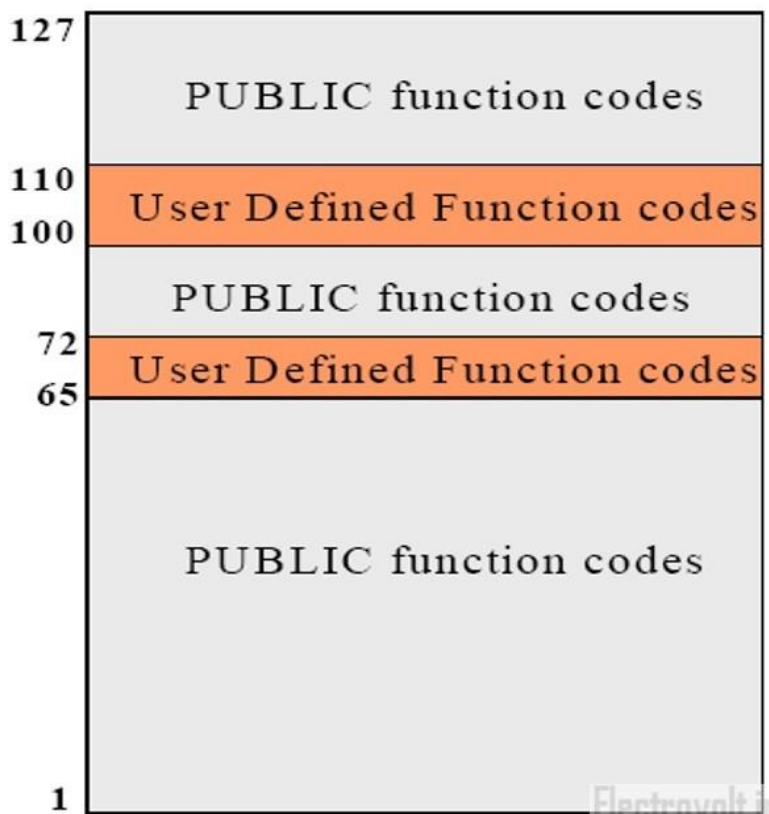 127
PUBLIC function codes
110
User Defined Function codes
100
PUBLIC function codes
72
User Defined Function codes
65
PUBLIC function codes
1
Electrovolt.i